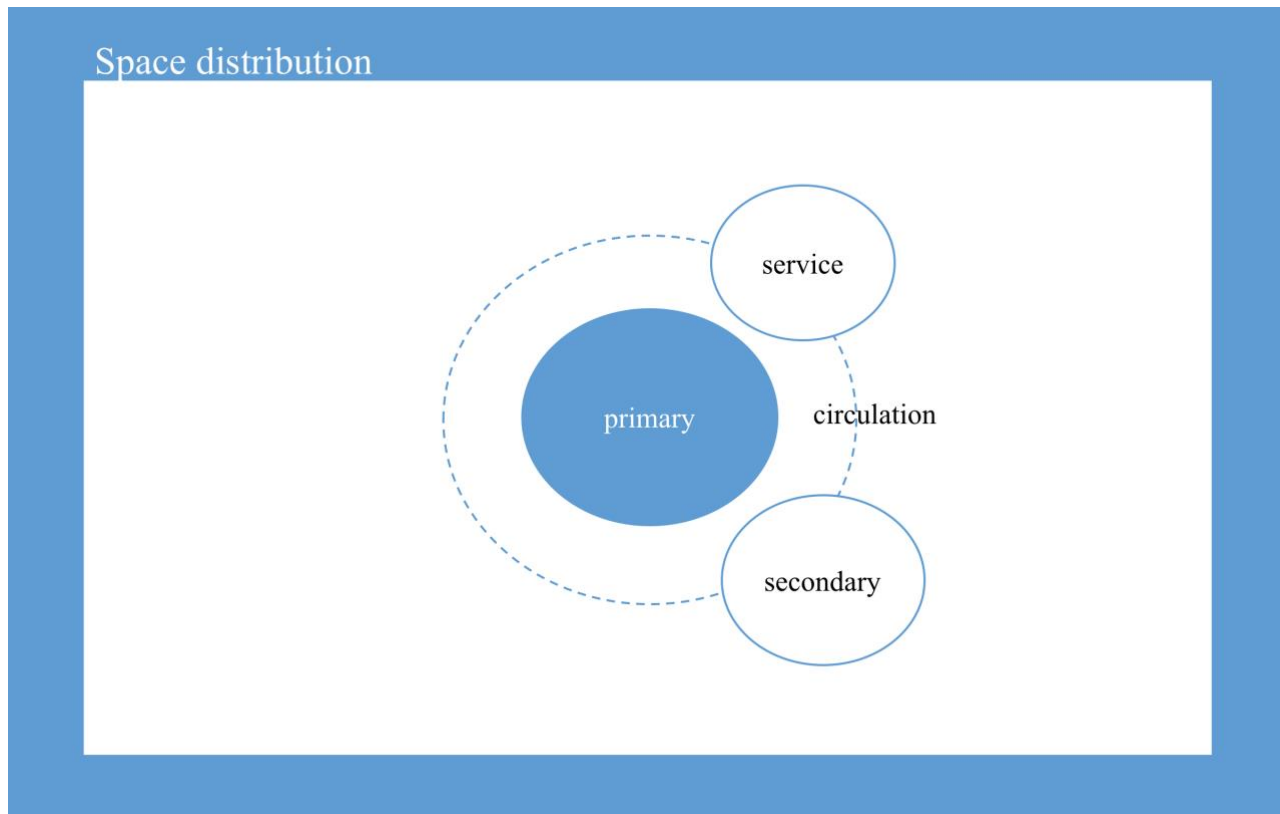 Space distribution
service
primary
circulation
secondary